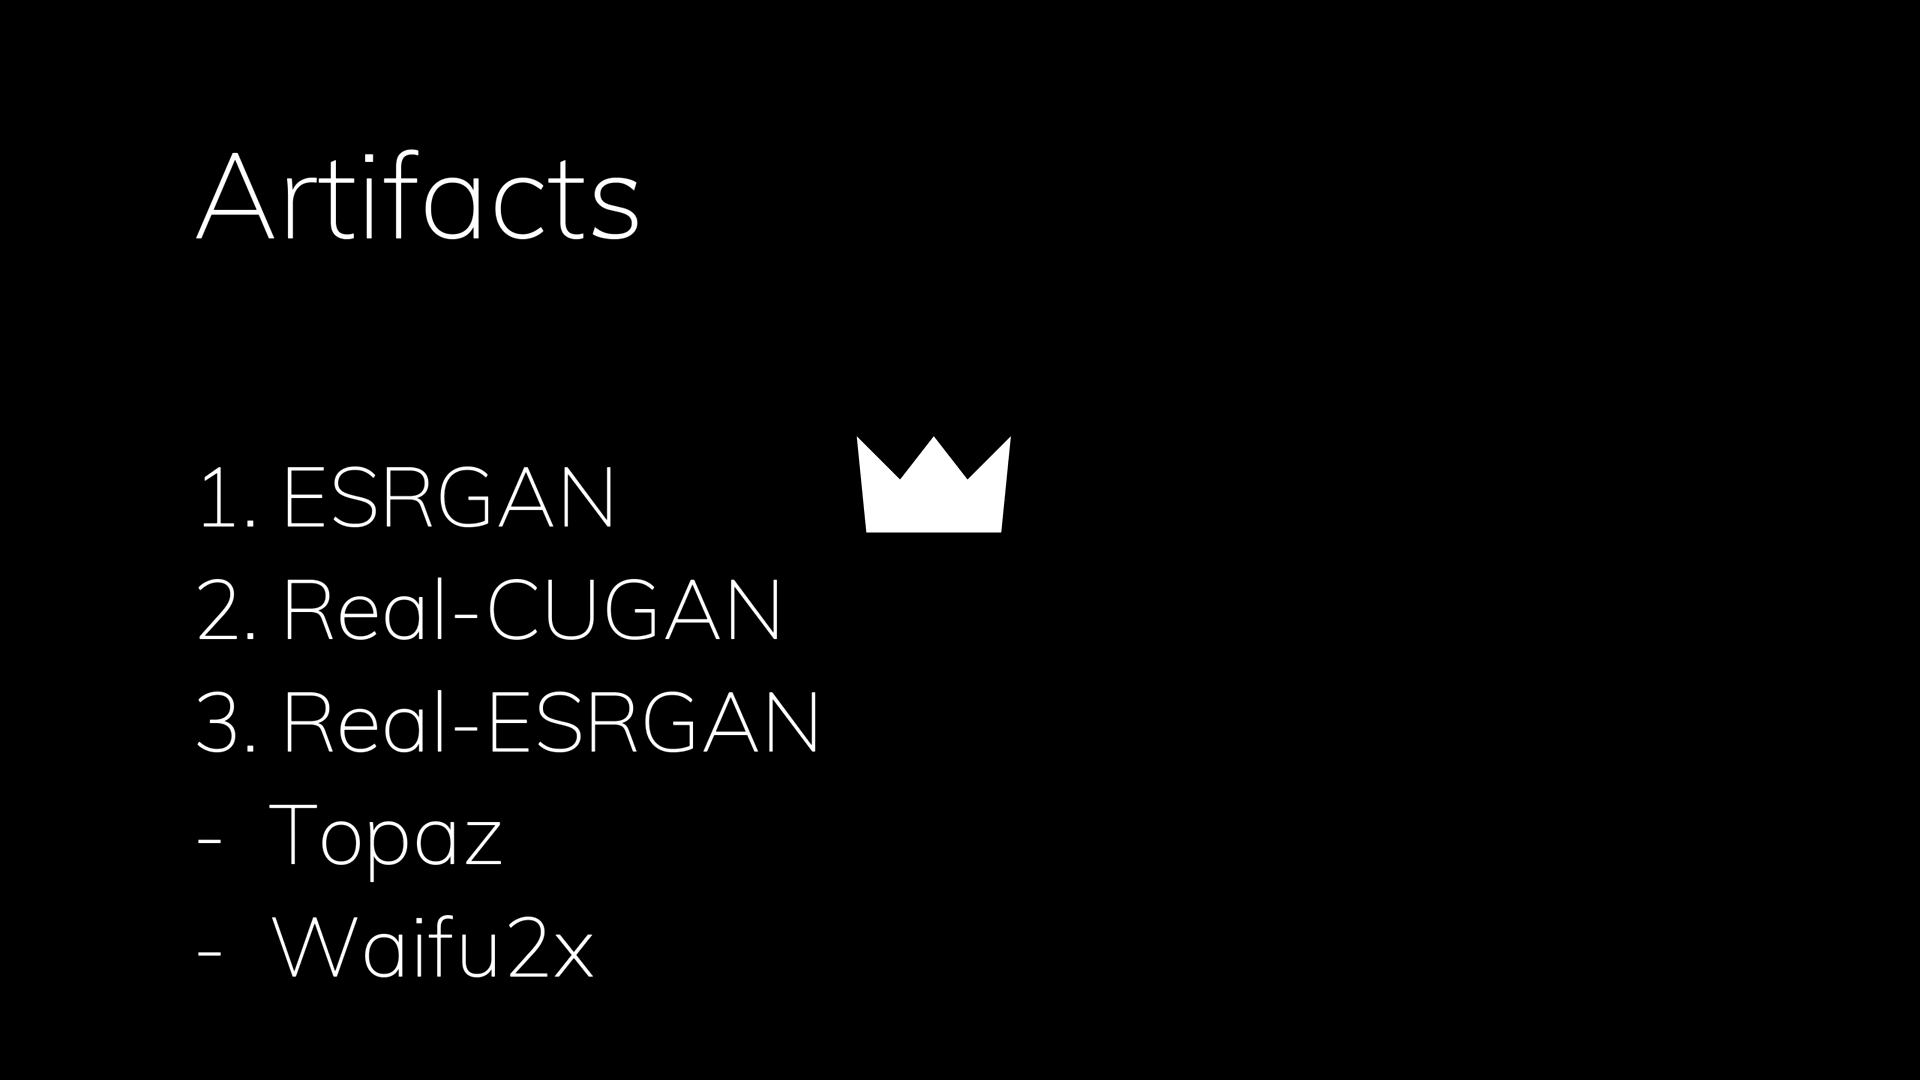 Artifacts
1. ESRGAN
2. Real-CUGAN
3. Real-ESRGAN
- Topaz
- Waifu2x